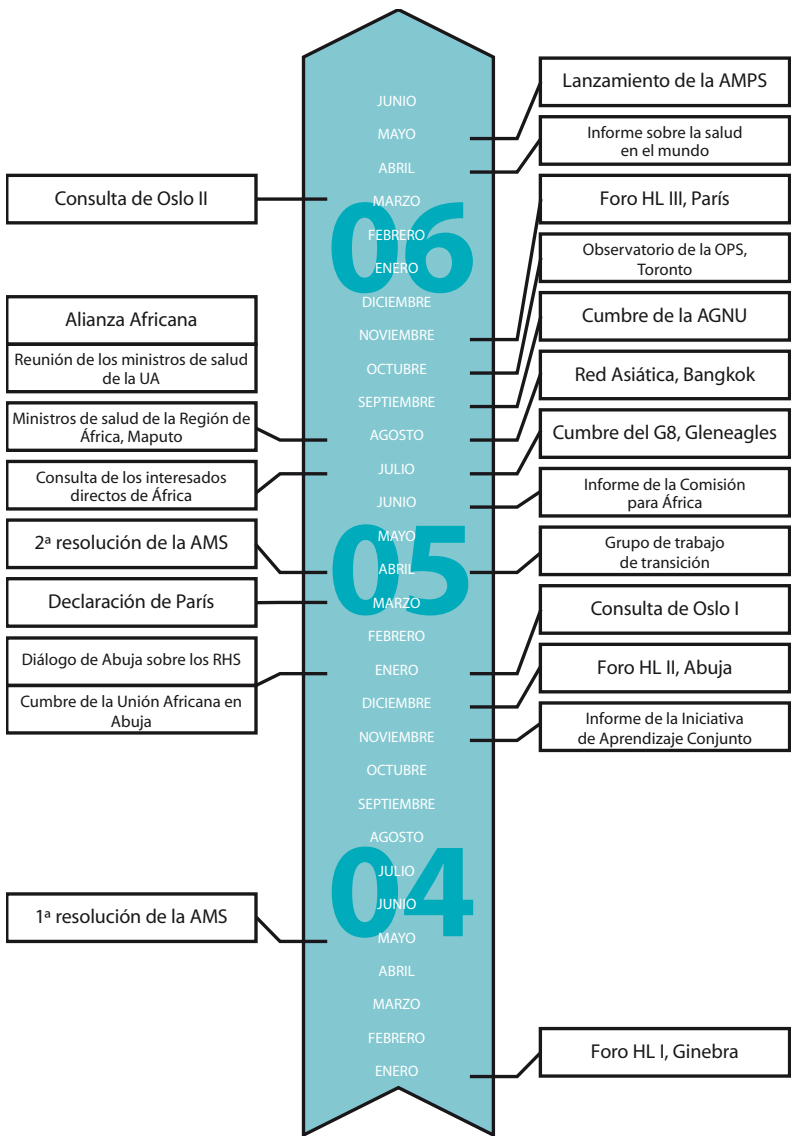 JUNIO
MAYO
ABRIL
MARZO
FEBRERO
ENERO
06
DICIEMBRE
NOVIEMBRE
OCTUBRE
SEPTIEMBRE
AGOSTO
JULIO
JUNIO
MAYO
ABRIL
MARZO
05
FEBRERO
ENERO
DICIEMBRE
NOVIEMBRE
OCTUBRE
SEPTIEMBRE
AGOSTO
JULIO
JUNIO
04
MAYO
ABRIL
MARZO
FEBRERO
ENERO
Consulta de Oslo II
Alianza Africana
Reunión de los ministros de salud
de la UA
Ministros de salud de la Región de
África, Maputo
Consulta de los interesados
directos de África
2ª resolución de la AMS
Declaración de París
Diálogo de Abuja sobre los RHS
Cumbre de la Unión Africana en
Abuja
1ª resolución de la AMS
Lanzamiento de la AMPS
Informe sobre la salud
en el mundo
Foro HL III, París
Observatorio de la OPS,
Toronto
Cumbre de la AGNU
Red Asiática, Bangkok
Cumbre del G8, Gleneagles
Informe de la Comisión
para África
Grupo de trabajo
de transición
Consulta de Oslo I
Foro HL II, Abuja
Informe de la Iniciativa
de Aprendizaje Conjunto
Foro HL I, Ginebra